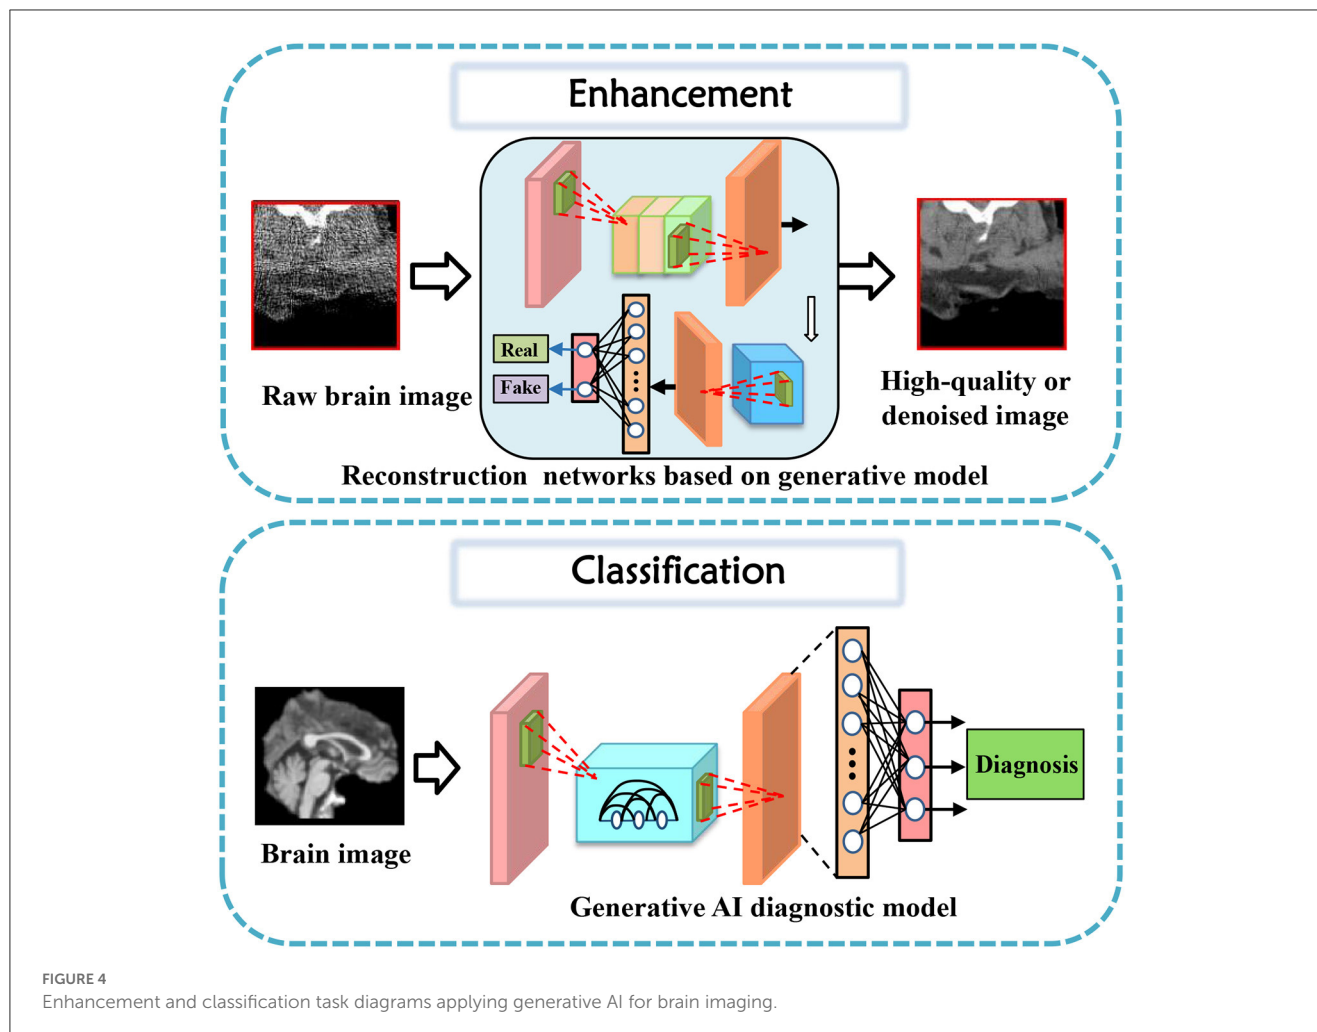 Enhancement
Real
Fake
Raw brain image
High-quality or
denoised image
Reconstruction networks based on generative model
Classification
Diagnosis
Brain image
Generative AI diagnostic model
FIGURE 4
Enhancement and classification task diagrams applying generative AI for brain imaging.